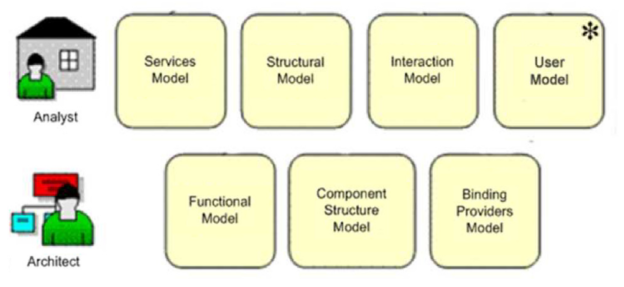 Services
Model
Structural
Model
Interaction
Model
User
Model
*
Analyst
Functional
Model
Component
Structure
Model
Binding
Providers
Model
Architect